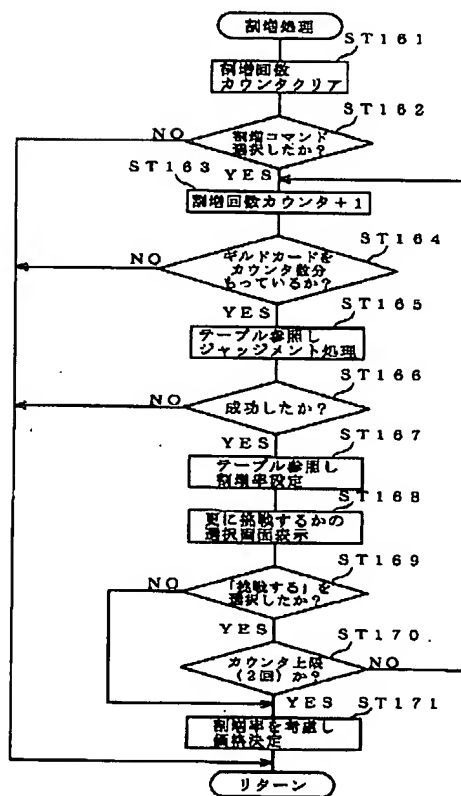 割増処理
ST161
割増回数
カウンタクリア
ST162
NO
割増コマンド
選択したか?
ST163
YES
割増回数カウンタ+1
ST164
NO
ギルドカードを
カウンタ数分
もっているか?
YES
ST165
テーブル参照し
ジャッジメント処理
ST166
NO
成功したか?
YES
ST167
テーブル参照し
割増率設定
ST168
更に挑戦するかの
選択画面表示
ST169
NO
「挑戦する」を
選択したか?
YES
ST170
カウンタ上限
(2回)か?
NO
YES
ST171
割増率を考慮し
価格決定
リターン